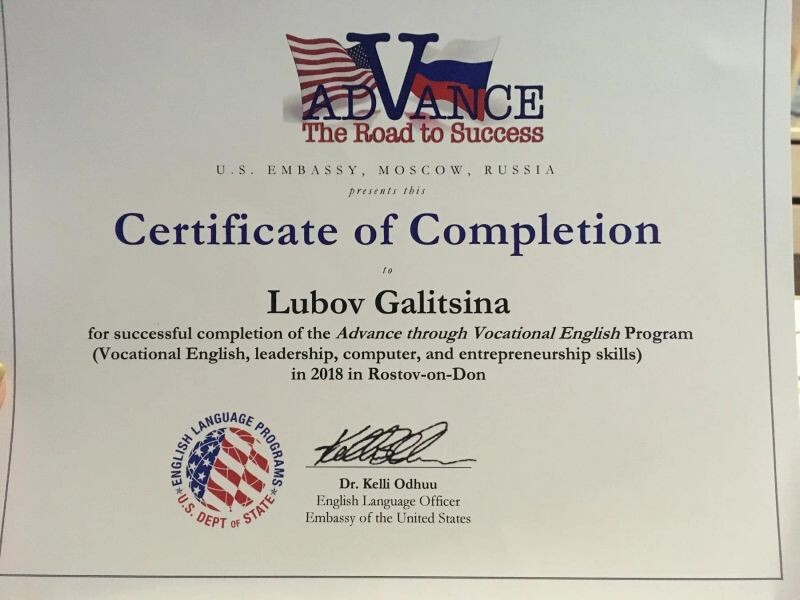 ADVANCE
The Road to Success
U.S. EMBASSY, MOSCOW, RUSSIA
presents this
Certificate of Completion
to
Lubov Galitsina
for successful completion of the Advance through Vocational English Program
(Vocational English, leadership, computer, and entrepreneurship skills)
in 2018 in Rostov-on-Don
ENGLISH LANGUAGE PROGRAMS
U.S. DEPT OF STATE
Dr. Kelli Odhuu
English Language Officer
Embassy of the United States